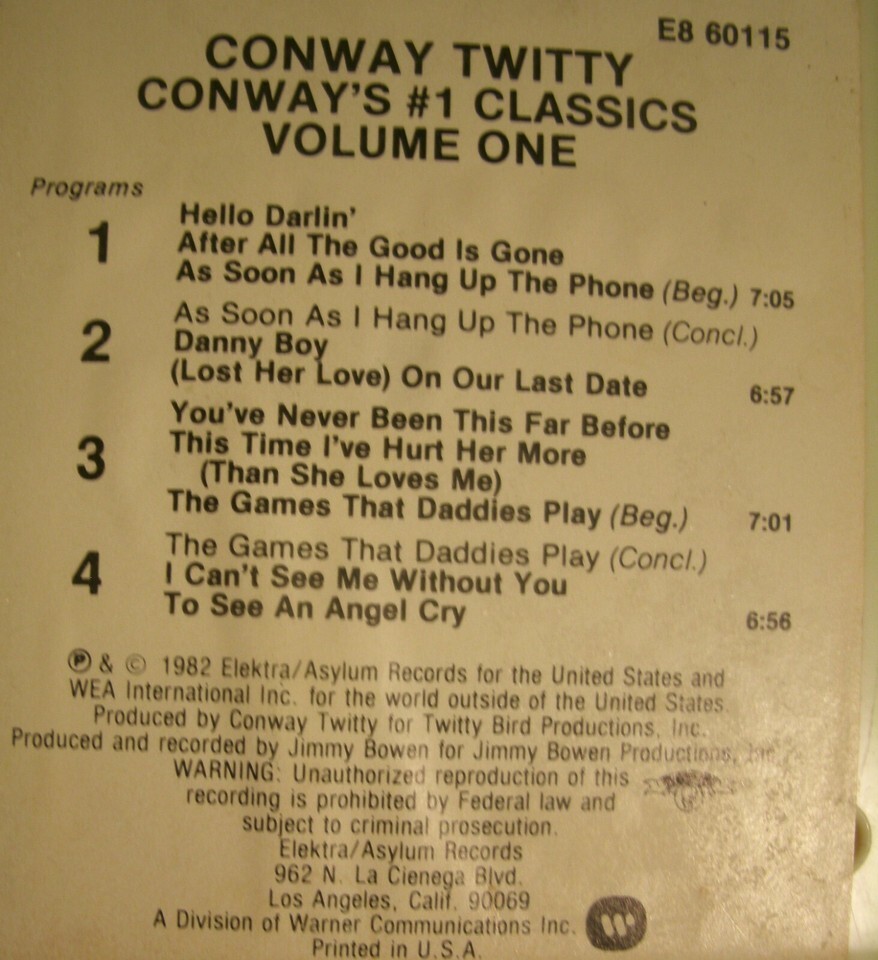 E8 60115
CONWAY TWITTY
CONWAY'S #1 CLASSICS
VOLUME ONE
Programs
1
Hello Darlin'
After All The Good Is Gone
As Soon As I Hang Up The Phone (Beg.) 7:05
2
As Soon As I Hang Up The Phone (Concl.)
Danny Boy
(Lost Her Love) On Our Last Date 6:57
3
You've Never Been This Far Before
This Time I've Hurt Her More
(Than She Loves Me)
The Games That Daddies Play (Beg.) 7:01
4
The Games That Daddies Play (Concl.)
I Can't See Me Without You
To See An Angel Cry 6:56
℗ & © 1982 Elektra/Asylum Records for the United States and
WEA International Inc. for the world outside of the United States.
Produced by Conway Twitty for Twitty Bird Productions, Inc.
Produced and recorded by Jimmy Bowen for Jimmy Bowen Productions, Inc.
WARNING: Unauthorized reproduction of this
recording is prohibited by Federal law and
subject to criminal prosecution.
Elektra/Asylum Records
962 N. La Cienega Blvd.
Los Angeles, Calif. 90069
A Division of Warner Communications Inc.
Printed in U.S.A.